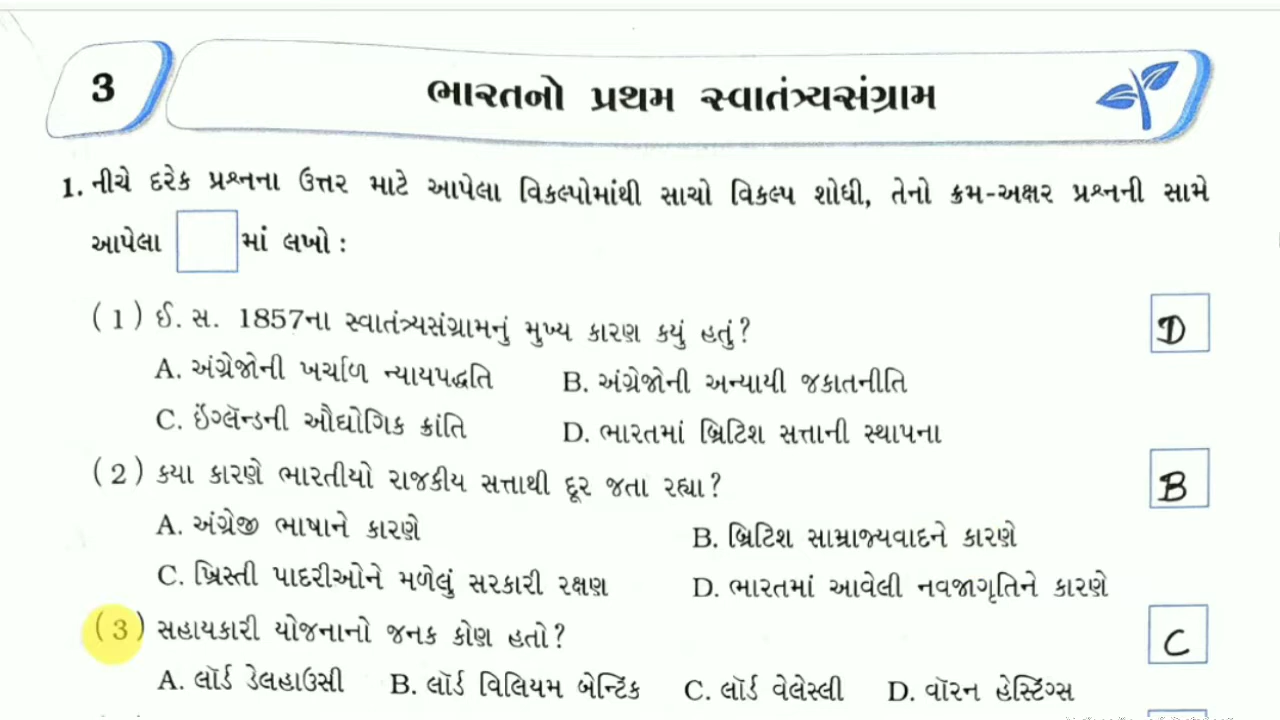 3
ભારતનો પ્રથમ સ્વાતંત્ર્યસંગ્રામ
1. નીચે દરેક પ્રશ્નના ઉત્તર માટે આપેલા વિકલ્પોમાંથી સાચો વિકલ્પ શોધી, તેનો ક્રમ-અક્ષર પ્રશ્નની સામે
આપેલા માં લખો :
( 1 ) ઈ. સ. 1857ના સ્વાતંત્ર્યસંગ્રામનું મુખ્ય કારણ કયું હતું? D
A. અંગ્રેજોની ખર્ચાળ ન્યાયપદ્ધતિ B. અંગ્રેજોની અન્યાયી જકાતનીતિ
C. ઇંગ્લૅન્ડની ઔદ્યોગિક ક્રાંતિ D. ભારતમાં બ્રિટિશ સત્તાની સ્થાપના
( 2 ) કયા કારણે ભારતીયો રાજકીય સત્તાથી દૂર જતા રહ્યા? B
A. અંગ્રેજી ભાષાને કારણે B. બ્રિટિશ સામ્રાજ્યવાદને કારણે
C. ખ્રિસ્તી પાદરીઓને મળેલું સરકારી રક્ષણ D. ભારતમાં આવેલી નવજાગૃતિને કારણે
( 3 ) સહાયકારી યોજનાનો જનક કોણ હતો? C
A. લૉર્ડ ડેલહાઉસી B. લૉર્ડ વિલિયમ બેન્ટિંક C. લૉર્ડ વેલેસ્લી D. વૉરન હેસ્ટિંગ્સ